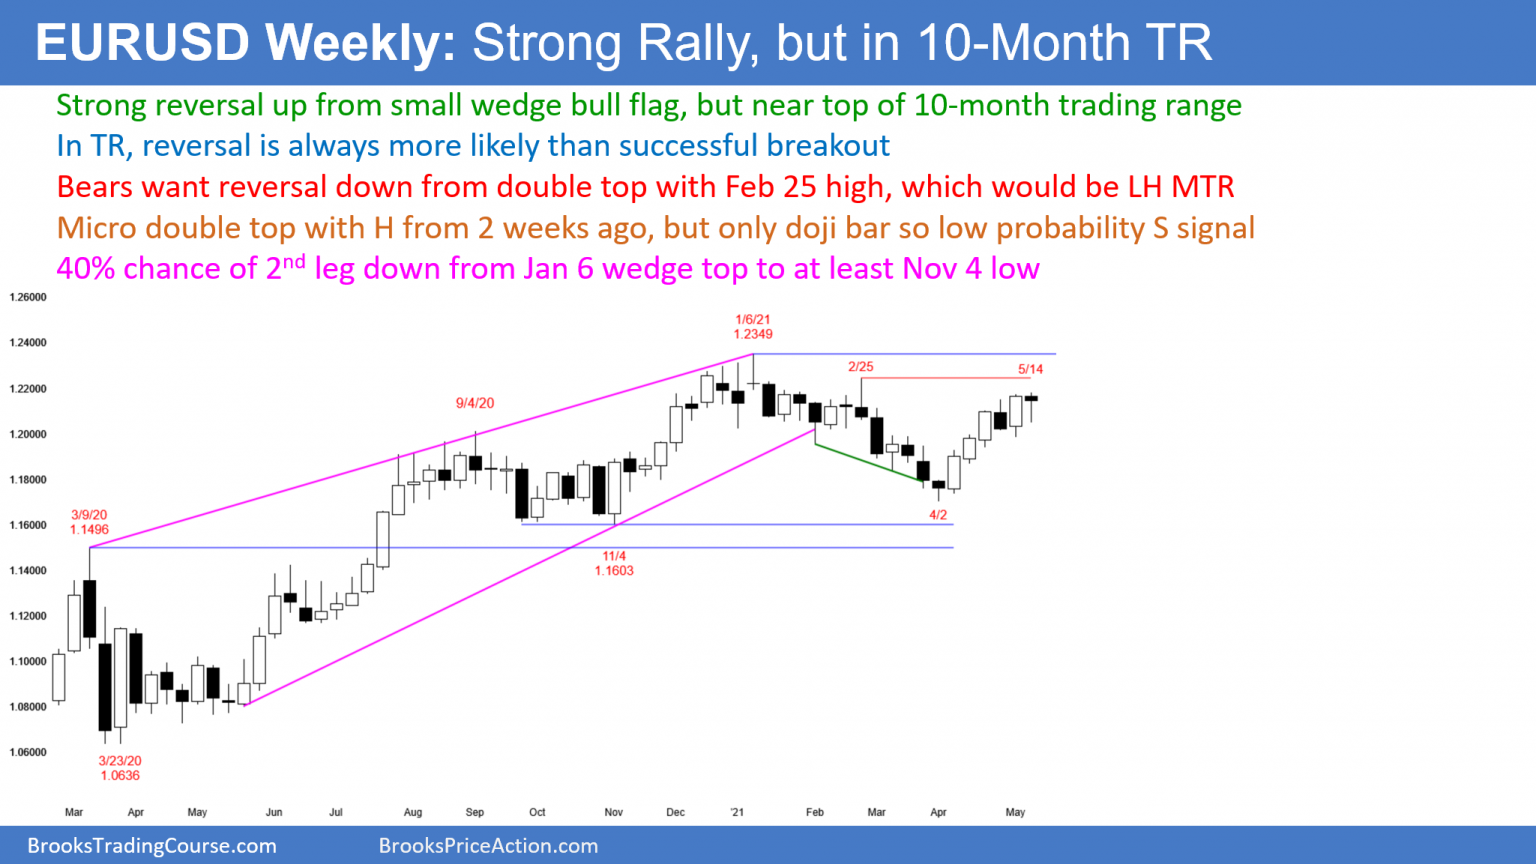 EURUSD Weekly: Strong Rally, but in 10-Month TR
Strong reversal up from small wedge bull flag, but near top of 10-month trading range
In TR, reversal is always more likely than successful breakout
Bears want reversal down from double top with Feb 25 high, which would be LH MTR
Micro double top with H from 2 weeks ago, but only doji bar so low probability S signal
40% chance of 2nd leg down from Jan 6 wedge top to at least Nov 4 low
1.26000
1.24000
1.22000
1.20000
1.18000
1.16000
1.14000
1.12000
1.10000
1.08000
1.06000
3/9/20
1.1496
3/23/20
1.0636
9/4/20
11/4
1.1603
1/6/21
1.2349
2/25
4/2
5/14
Mar Apr May Jun Jul Aug Sep Oct Nov Dec '21 Feb Mar Apr May
BrooksTradingCourse.com BrooksPriceAction.com